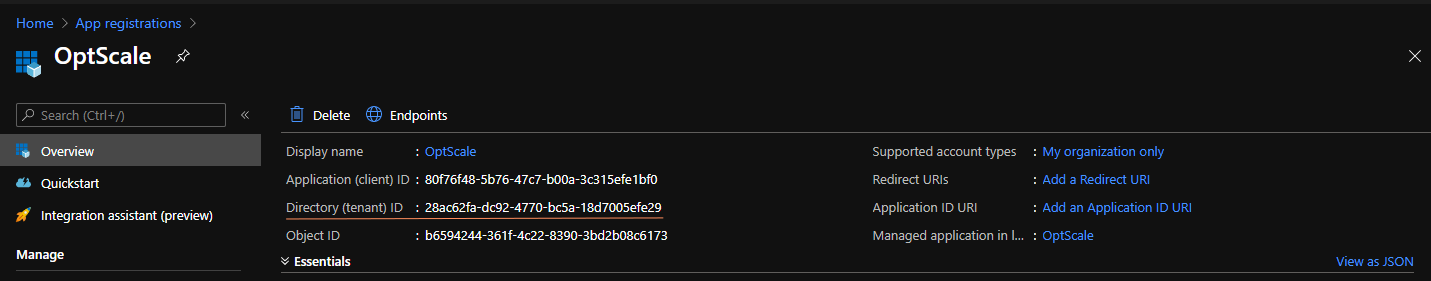 Home > App registrations >
OptScale
Search (Ctrl+/)
«
Delete Endpoints
Overview
Quickstart
Integration assistant (preview)
Manage
Display name : OptScale
Application (client) ID : 80f76f48-5b76-47c7-b00a-3c315efe1bf0
Directory (tenant) ID : 28ac62fa-dc92-4770-bc5a-18d7005efe29
Object ID : b6594244-361f-4c22-8390-3bd2b08c6173
Supported account types : My organization only
Redirect URIs : Add a Redirect URI
Application ID URI : Add an Application ID URI
Managed application in l... : OptScale
Essentials
View as JSON